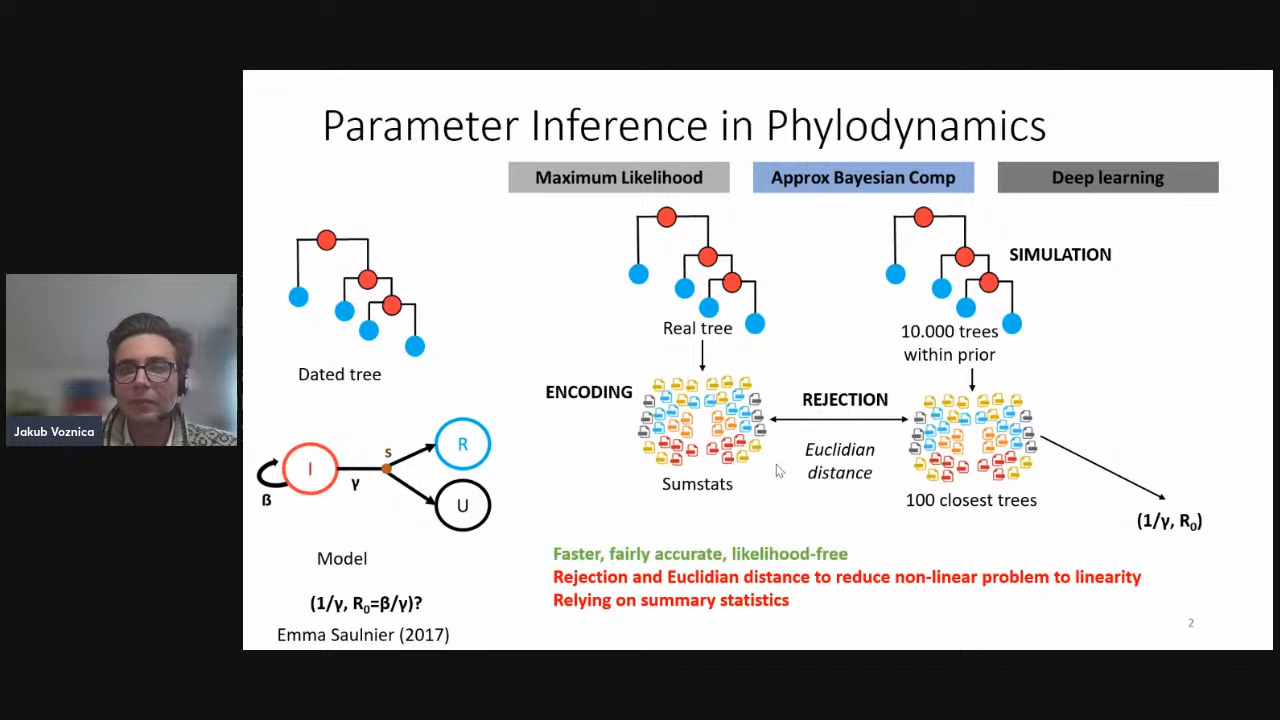 Parameter Inference in Phylodynamics
Maximum Likelihood
Approx Bayesian Comp
Deep learning
SIMULATION
Real tree
10.000 trees
within prior
Dated tree
ENCODING
REJECTION
Euclidian
distance
Sumstats
100 closest trees
(1/γ, R₀)
Jakub Voznica
I
R
U
s
γ
ß
Model
(1/γ, R₀=β/γ)?
Emma Saulnier (2017)
Faster, fairly accurate, likelihood-free
Rejection and Euclidian distance to reduce non-linear problem to linearity
Relying on summary statistics
2